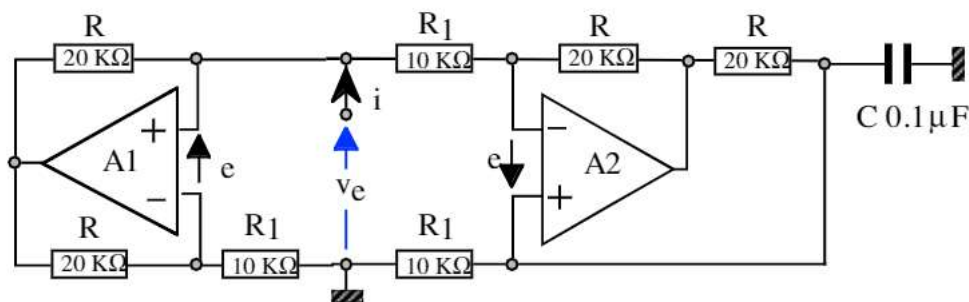 R R₁ R R
20 KΩ 10 KΩ 20 KΩ 20 KΩ
i
C 0.1μF
+ −
A1 e vₑ e A2
− +
R R₁ R₁
20 KΩ 10 KΩ 10 KΩ